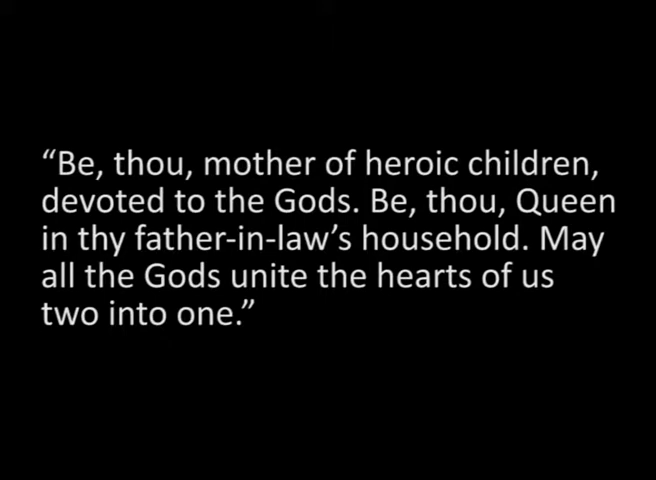 “Be, thou, mother of heroic children,
devoted to the Gods. Be, thou, Queen
in thy father-in-law’s household. May
all the Gods unite the hearts of us
two into one.”